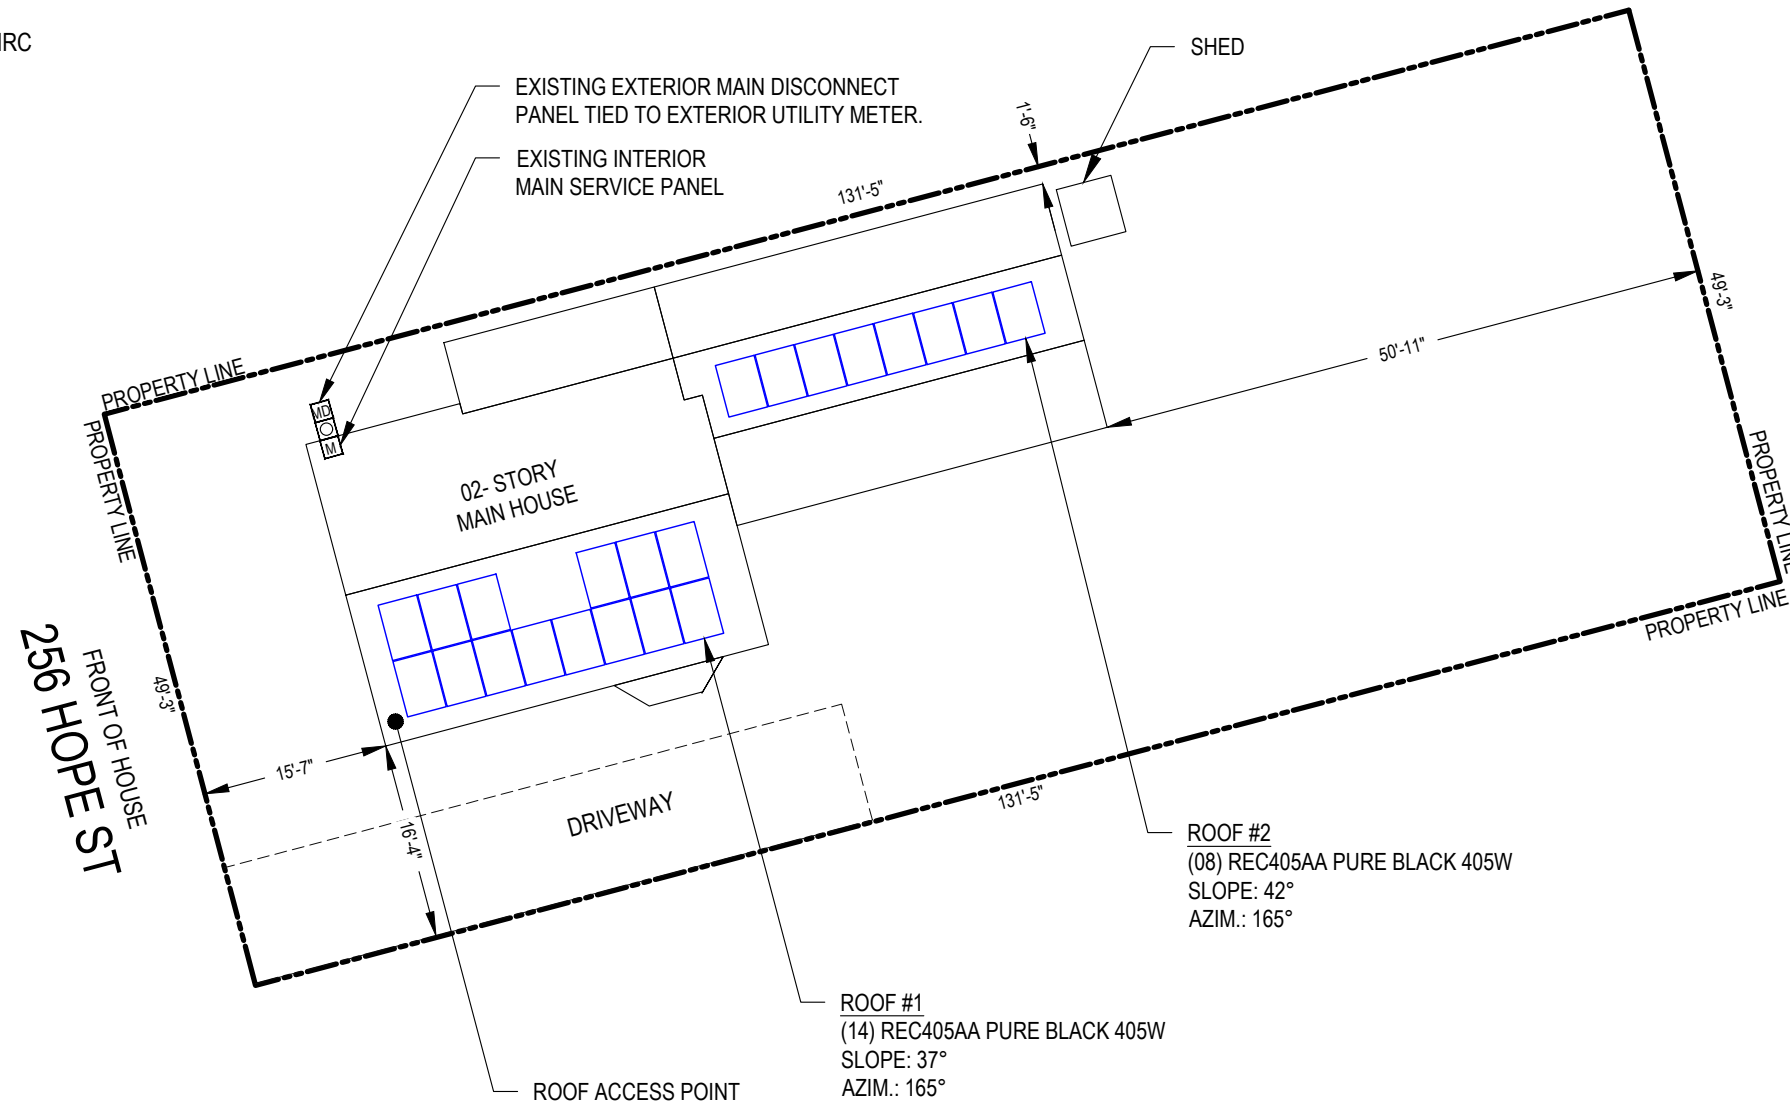 IRC
SHED
EXISTING EXTERIOR MAIN DISCONNECT
PANEL TIED TO EXTERIOR UTILITY METER.
EXISTING INTERIOR
MAIN SERVICE PANEL
1'-6"
131'-5"
49'-3"
50'-11"
PROPERTY LINE
PROPERTY LINE
MD
M
02- STORY
MAIN HOUSE
PROPERTY LINE
PROPERTY LINE
FRONT OF HOUSE
256 HOPE ST
49'-3"
15'-7"
16'-4"
DRIVEWAY
131'-5"
ROOF #2
(08) REC405AA PURE BLACK 405W
SLOPE: 42°
AZIM.: 165°
ROOF #1
(14) REC405AA PURE BLACK 405W
SLOPE: 37°
AZIM.: 165°
ROOF ACCESS POINT